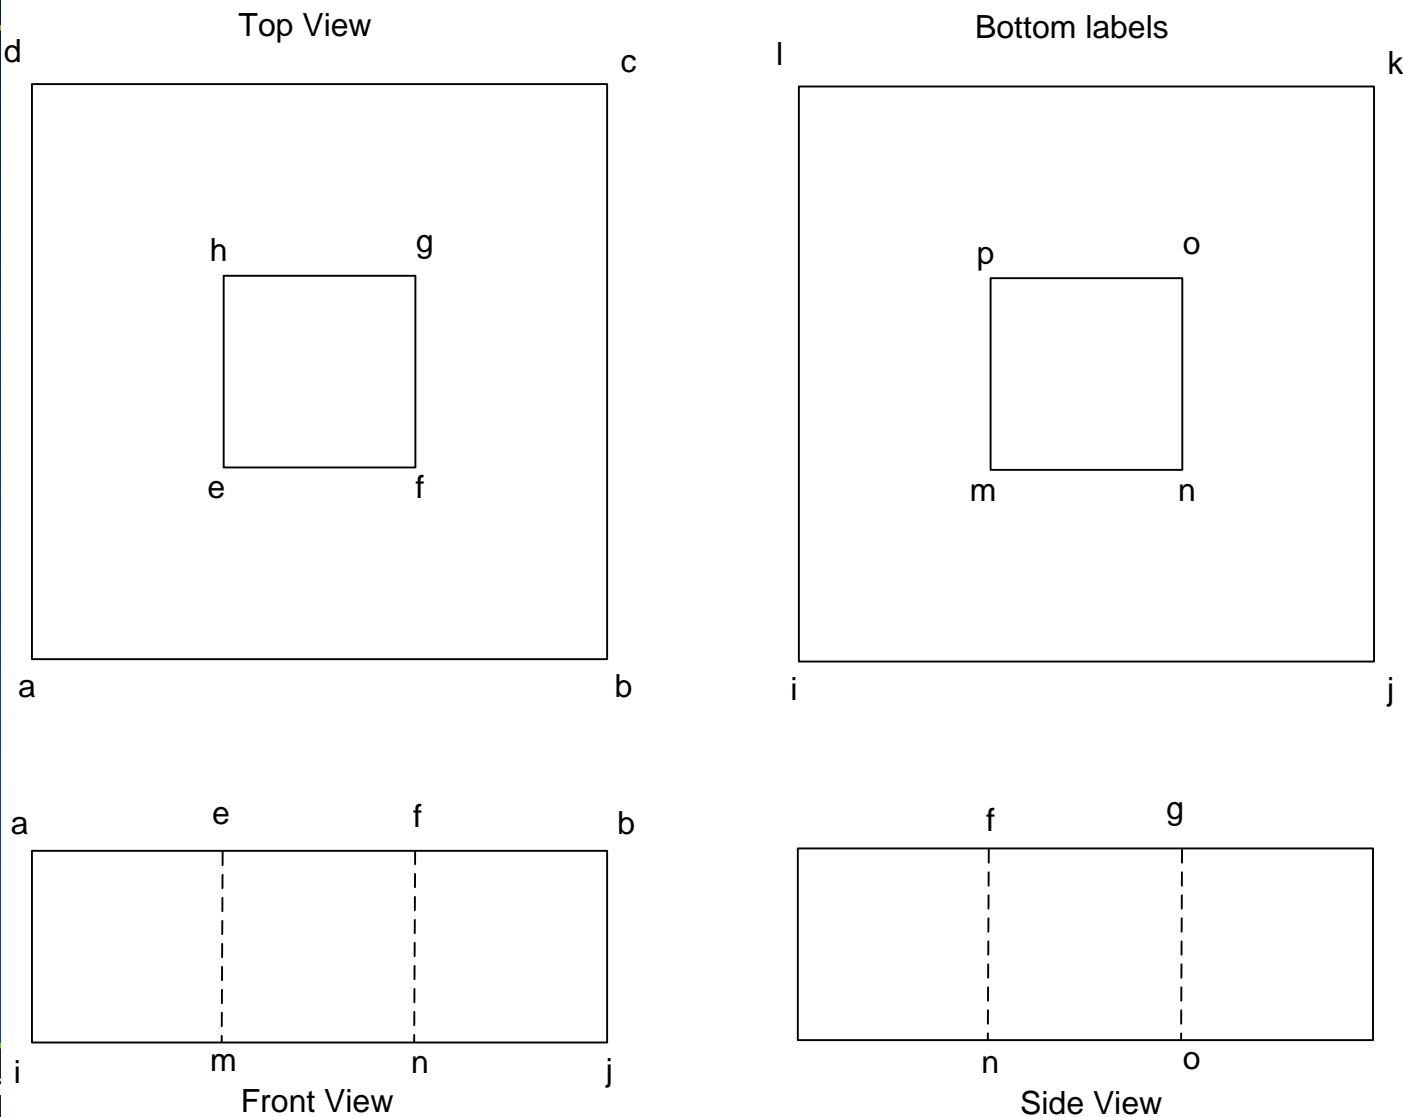 Top View
d c
h g
e f
a b
Bottom labels
l k
p o
m n
i j
a e f b
i m n j
Front View
f g
n o
Side View